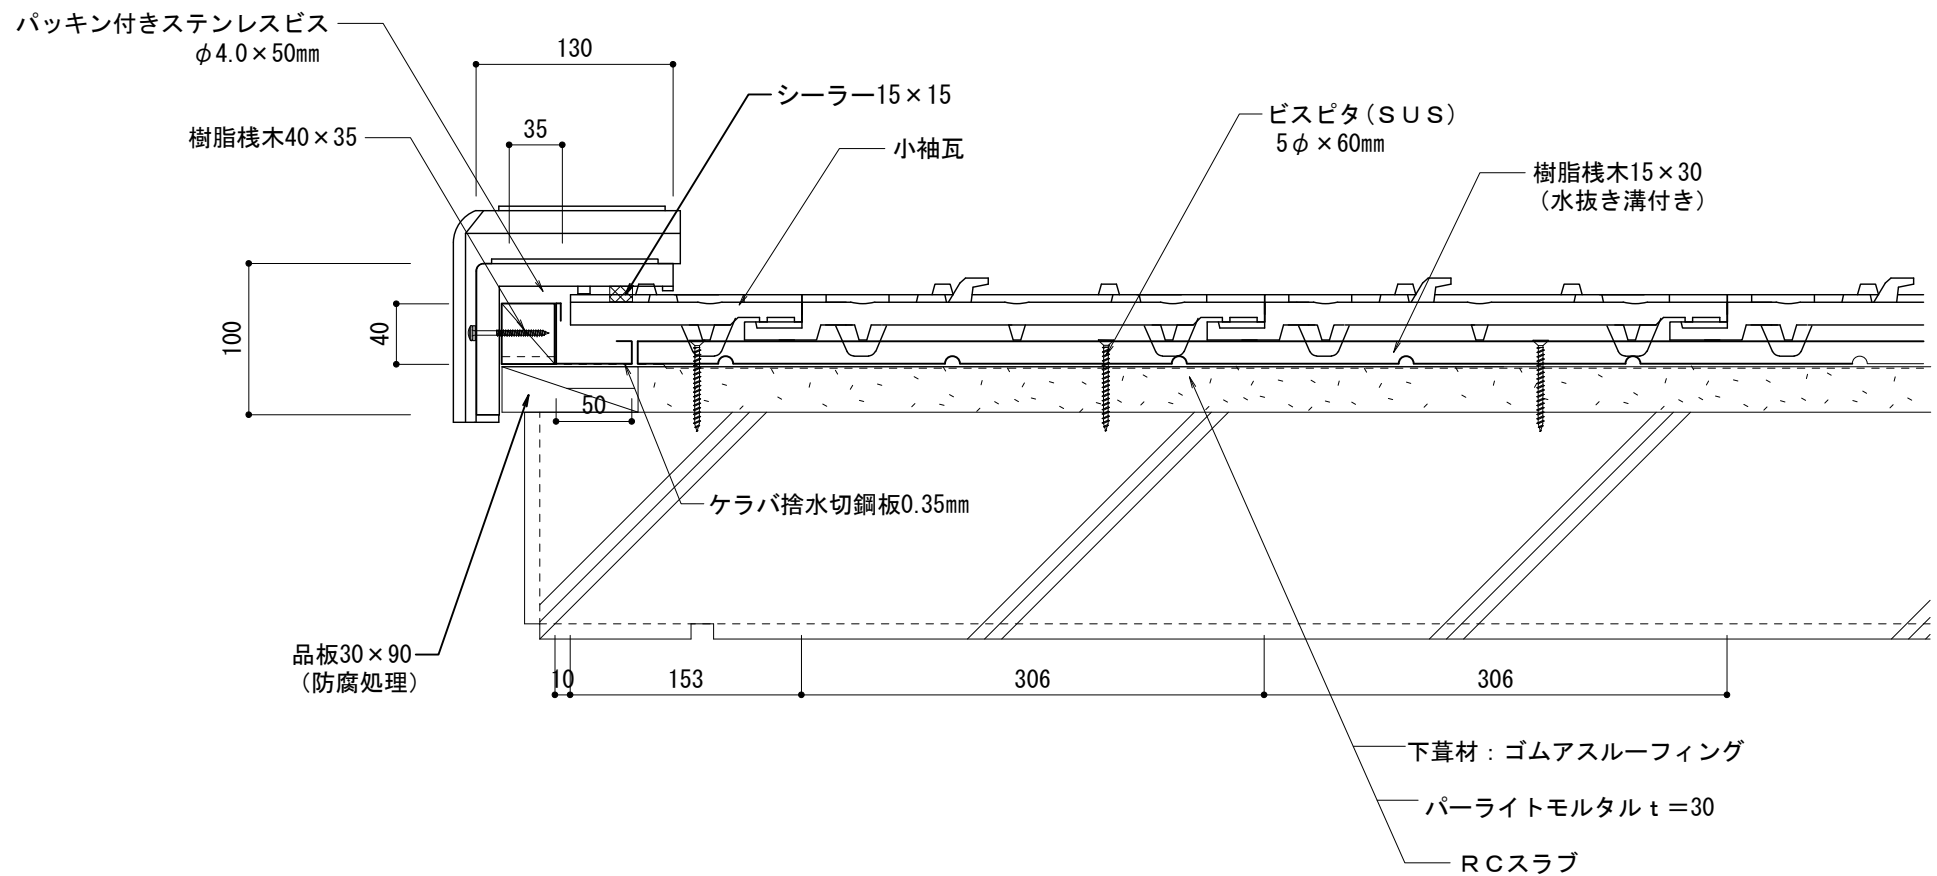 パッキン付きステンレスビス
φ4.0×50mm
130
シーラー15×15
35
樹脂桟木40×35
小袖瓦
ビスピタ(ＳＵＳ)
5φ×60mm
樹脂桟木15×30
(水抜き溝付き)
100
40
50
ケラバ捨水切鋼板0.35mm
品板30×90
(防腐処理)
10
153
306
306
下葺材：ゴムアスルーフィング
パーライトモルタルｔ＝30
ＲＣスラブ